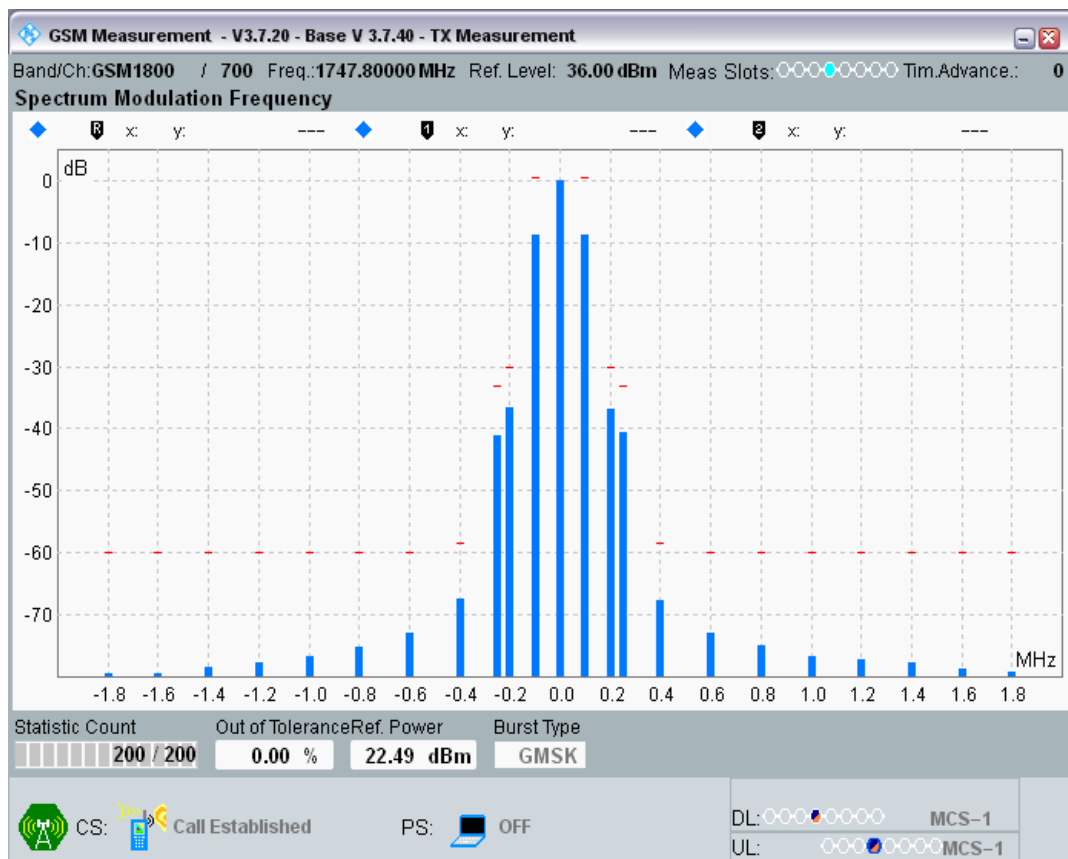 GSM Measurement - V3.7.20 - Base V 3.7.40 - TX Measurement
Band/Ch:GSM1800 / 700 Freq.:1747.80000 MHz Ref. Level: 36.00 dBm Meas Slots: Tim.Advance.: 0
Spectrum Modulation Frequency
R x: y: --- 1 x: y: --- 2 x: y: ---
dB
0
-10
-20
-30
-40
-50
-60
-70
MHz
-1.8 -1.6 -1.4 -1.2 -1.0 -0.8 -0.6 -0.4 -0.2 0.0 0.2 0.4 0.6 0.8 1.0 1.2 1.4 1.6 1.8
Statistic Count Out of Tolerance Ref. Power Burst Type
200 / 200 0.00 % 22.49 dBm GMSK
CS: Call Established PS: OFF
DL: MCS-1
UL: MCS-1